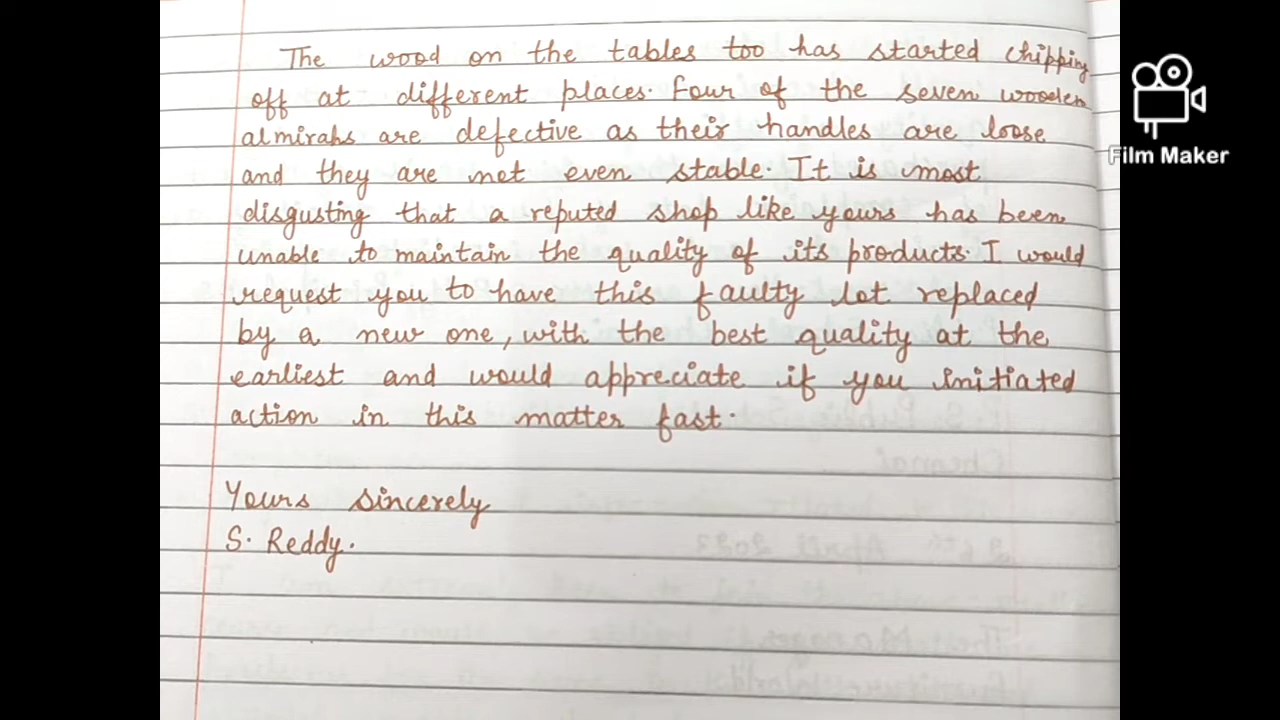 The wood on the tables too has started chipping
off at different places. Four of the seven wooden
almirahs are defective as their handles are loose
and they are not even stable. It is most
disgusting that a reputed shop like yours has been
unable to maintain the quality of its products. I would
request you to have this faulty lot replaced
by a new one, with the best quality at the
earliest and would appreciate if you initiated
action in this matter fast.
Yours sincerely
S. Reddy.
Film Maker